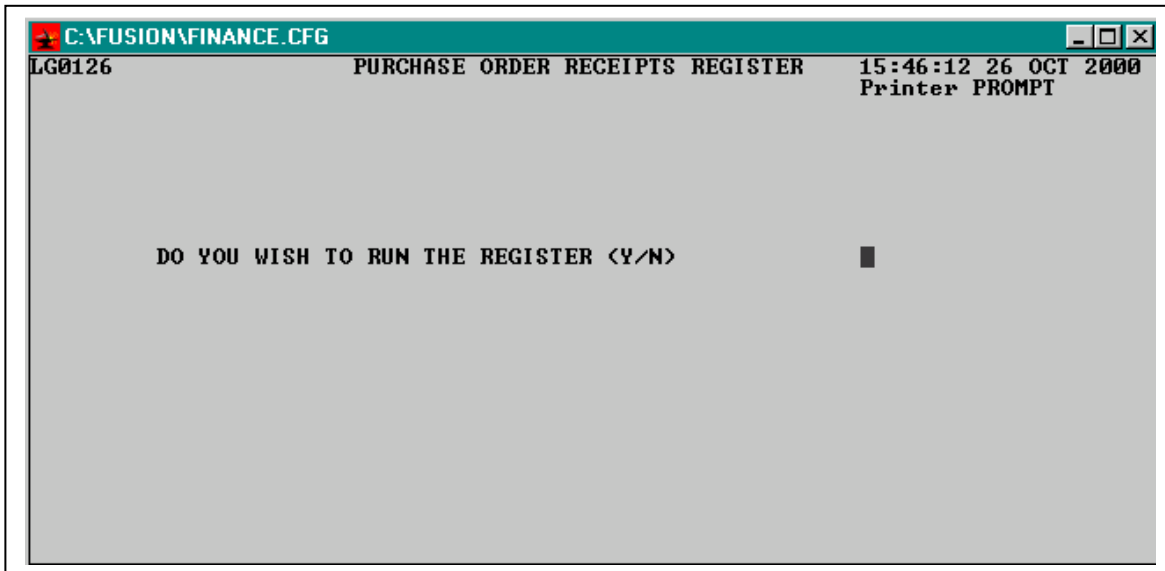 C:\FUSION\FINANCE.CFG
LG0126 PURCHASE ORDER RECEIPTS REGISTER 15:46:12 26 OCT 2000
Printer PROMPT
DO YOU WISH TO RUN THE REGISTER (Y/N)